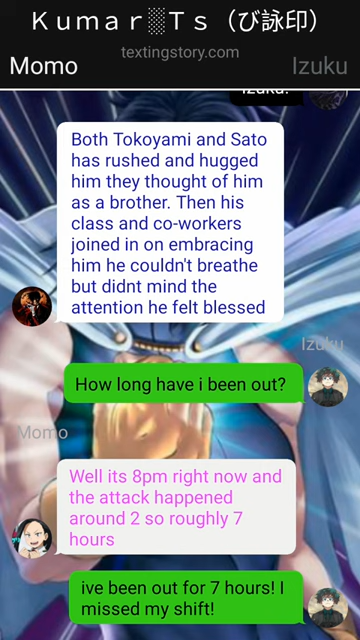 Ｋｕｍａｒ░Ｔｓ（び詠印）
textingstory.com
Momo Izuku
Izuku!
Both Tokoyami and Sato
has rushed and hugged
him they thought of him
as a brother. Then his
class and co-workers
joined in on embracing
him he couldn't breathe
but didnt mind the
attention he felt blessed
Izuku
How long have i been out?
Momo
Well its 8pm right now and
the attack happened
around 2 so roughly 7
hours
ive been out for 7 hours! I
missed my shift!